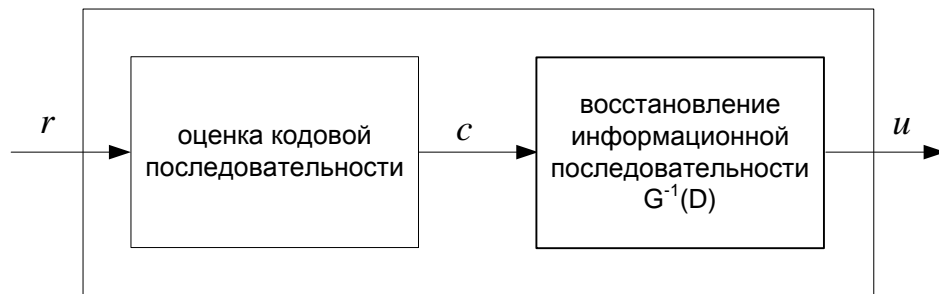 r
оценка кодовой
последовательности
c
восстановление
информационной
последовательности
G⁻¹(D)
u